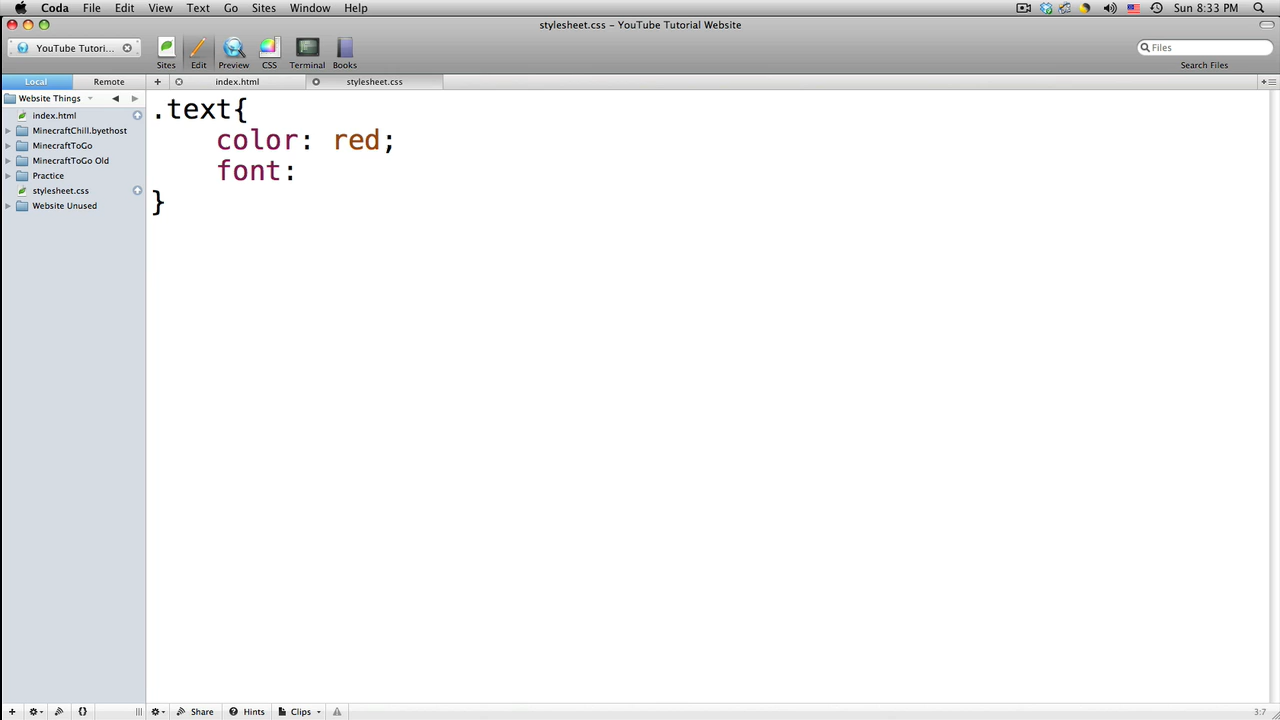 Coda File Edit View Text Go Sites Window Help Sun 8:33 PM
stylesheet.css – YouTube Tutorial Website
YouTube Tutori...
Files
Sites Edit Preview CSS Terminal Books Search Files
Local Remote + index.html stylesheet.css
Website Things
index.html
MinecraftChill.byethost
MinecraftToGo
MinecraftToGo Old
Practice
stylesheet.css
Website Unused
.text{
color: red;
font:
}
+ {} Share Hints Clips 3:7